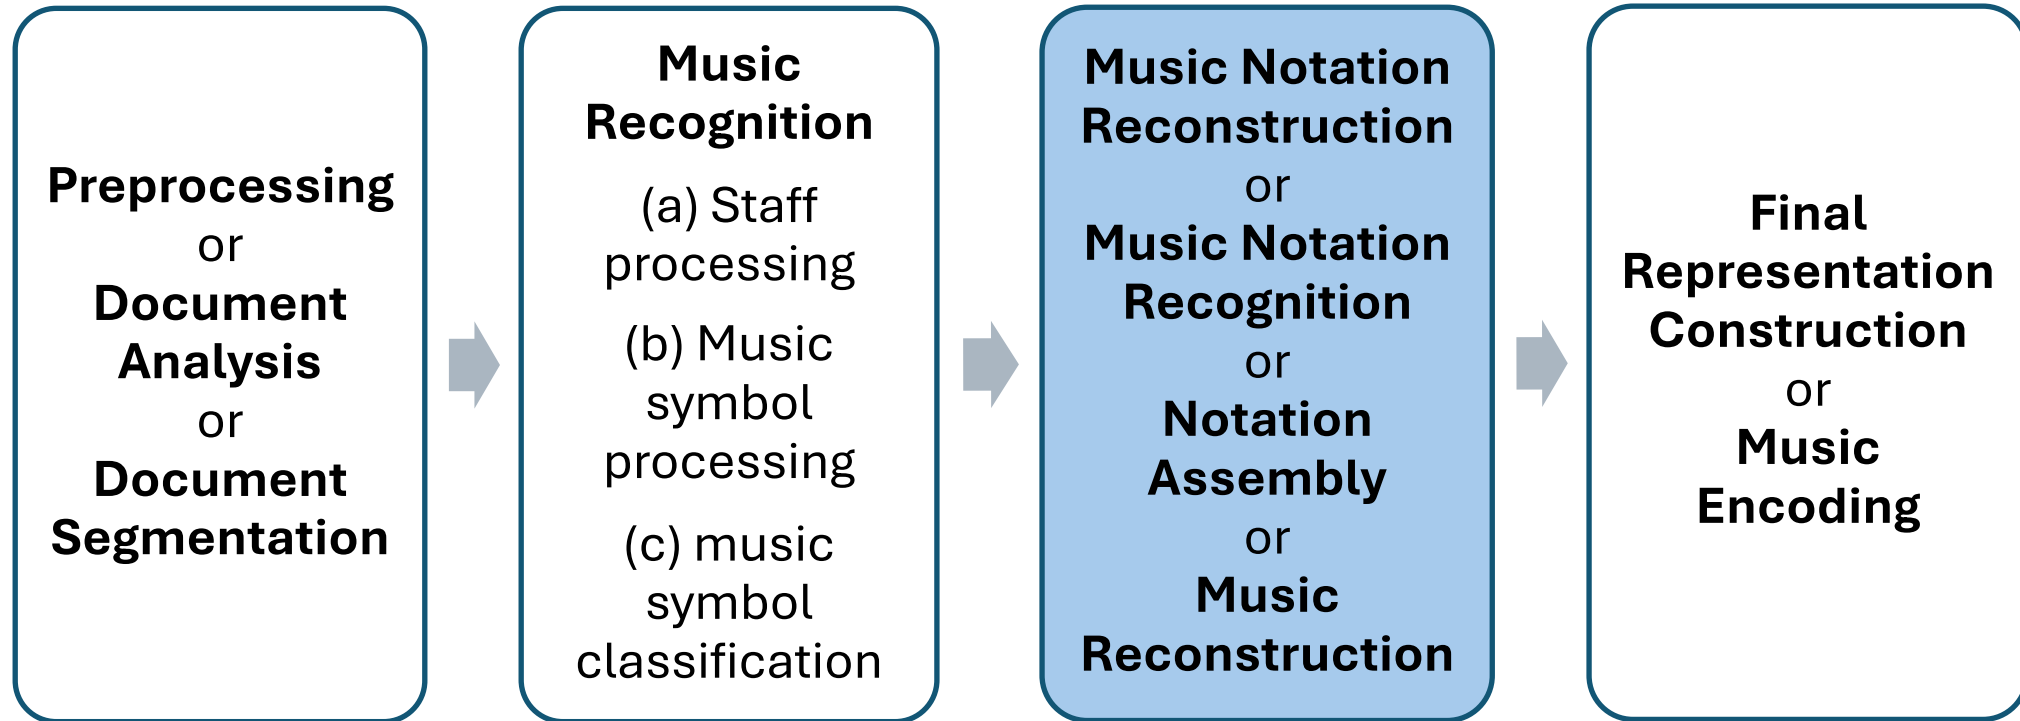 Preprocessing
or
Document
Analysis
or
Document
Segmentation
Music
Recognition
(a) Staff
processing
(b) Music
symbol
processing
(c) music
symbol
classification
Music Notation
Reconstruction
or
Music Notation
Recognition
or
Notation
Assembly
or
Music
Reconstruction
Final
Representation
Construction
or
Music
Encoding